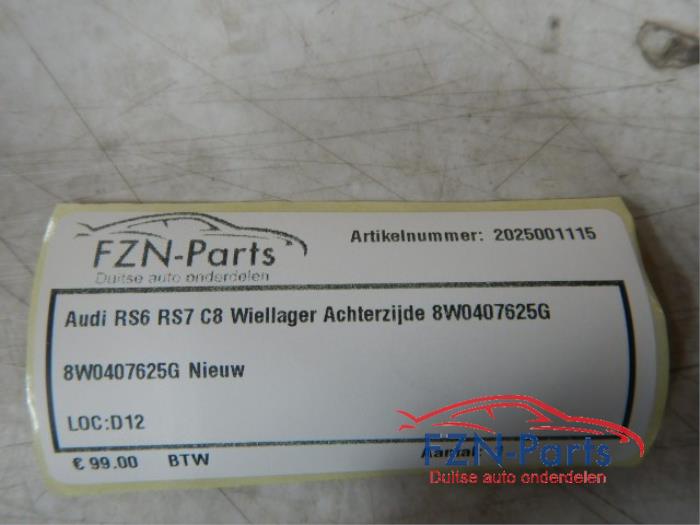 FZN-Parts
Duitse auto onderdelen
Artikelnummer: 2025001115
Audi RS6 RS7 C8 Wiellager Achterzijde 8W0407625G
8W0407625G Nieuw
LOC:D12
€ 99.00 BTW Aantal:
FZN-Parts
Duitse auto onderdelen